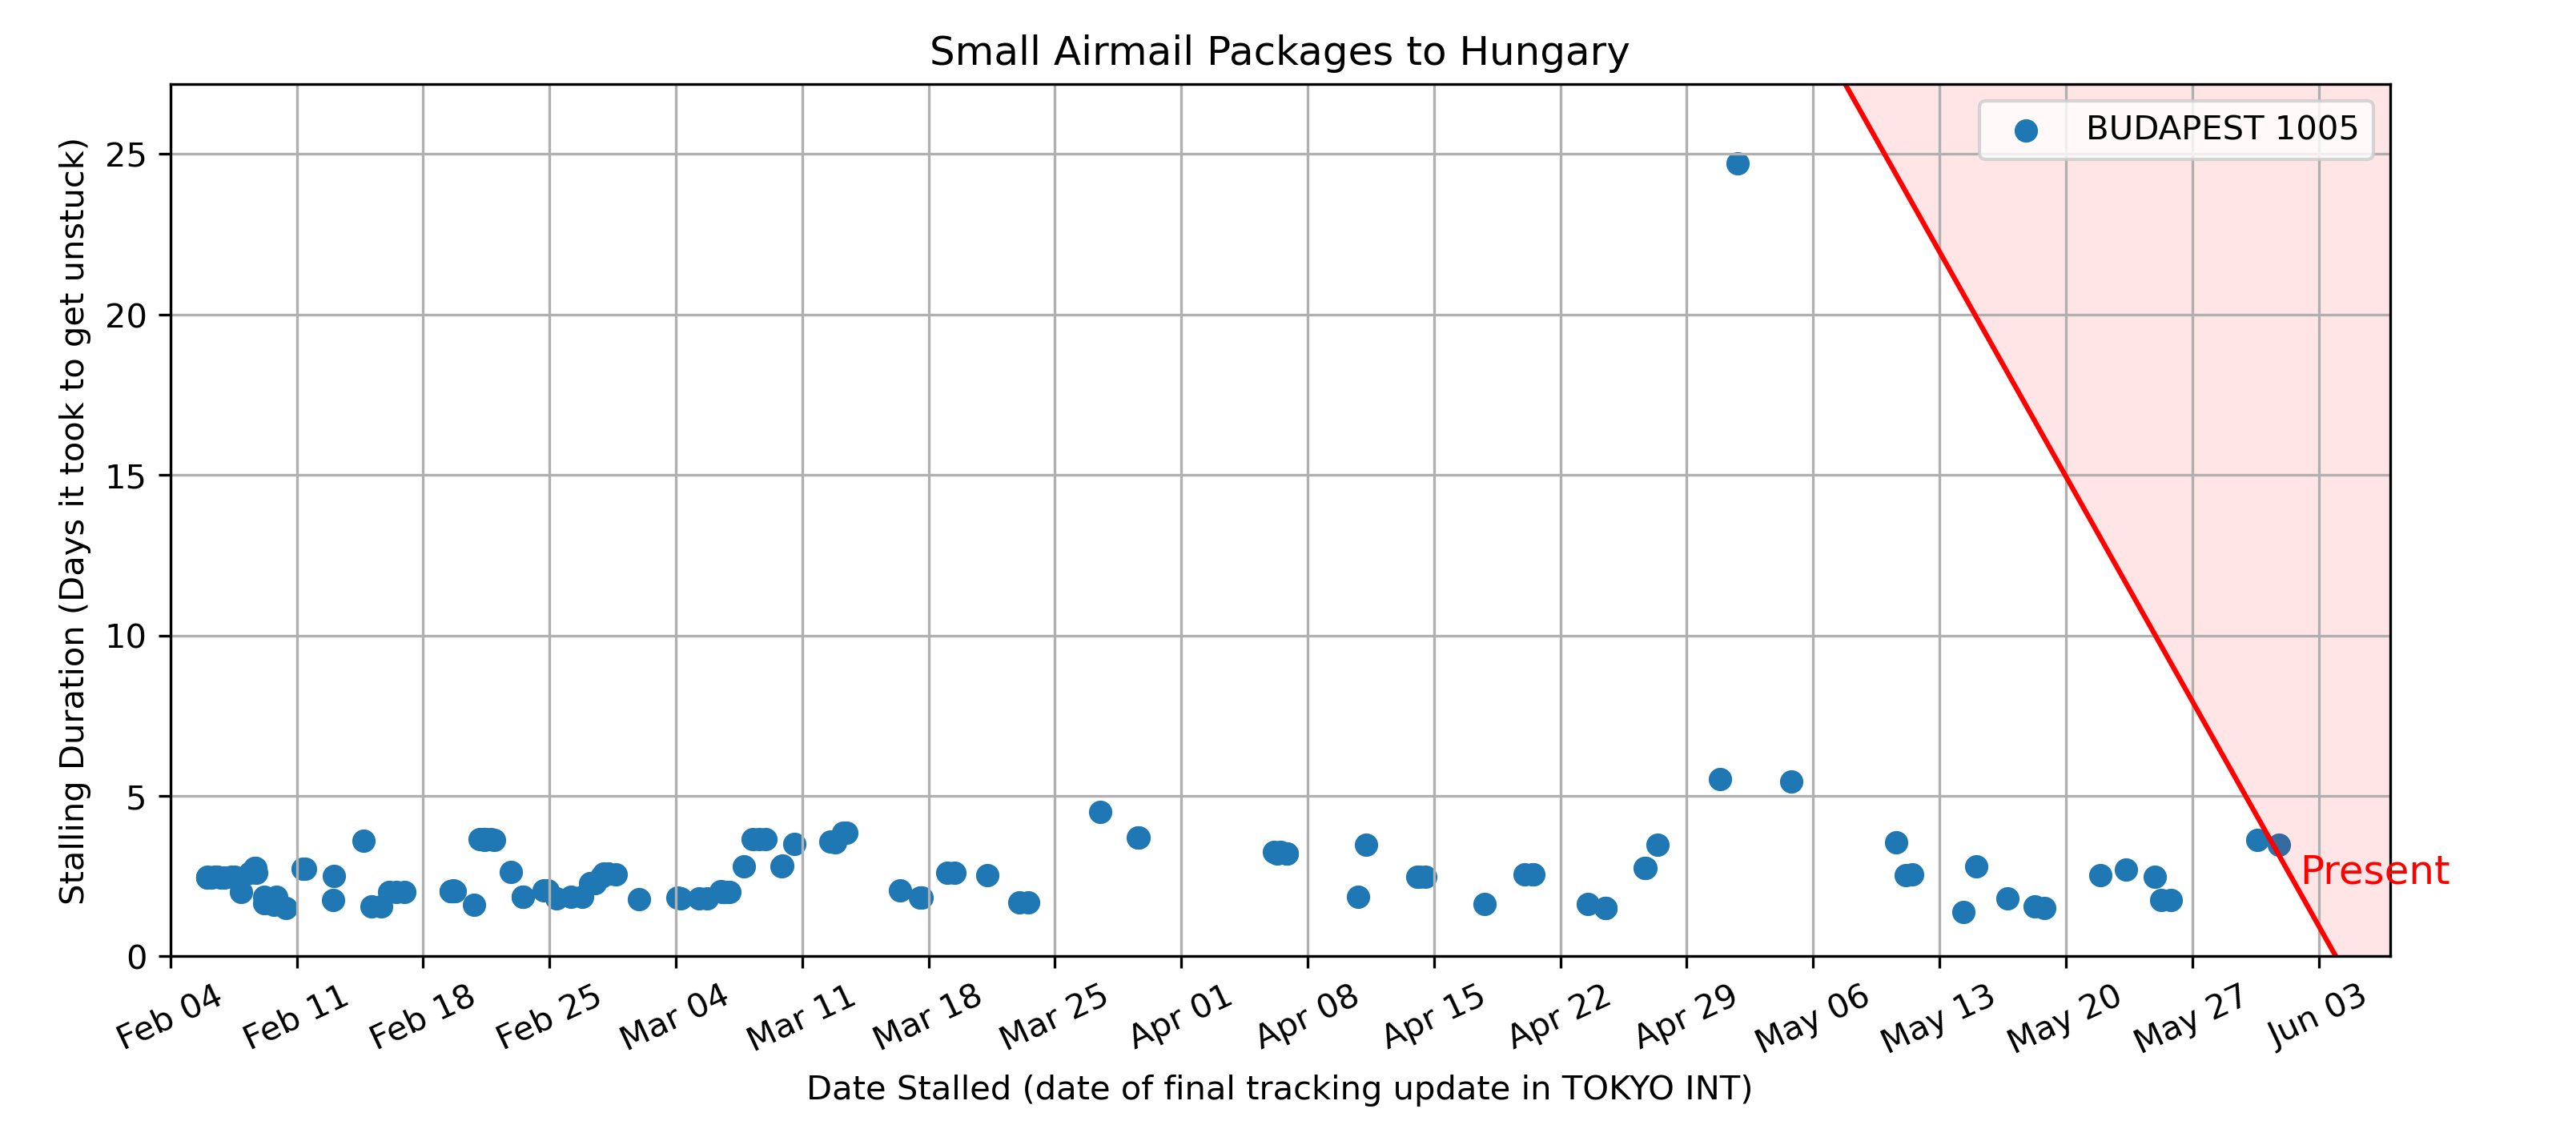 Small Airmail Packages to Hungary
BUDAPEST 1005
Stalling Duration (Days it took to get unstuck)
25
20
15
10
5
0
Present
Feb 04
Feb 11
Feb 18
Feb 25
Mar 04
Mar 11
Mar 18
Mar 25
Apr 01
Apr 08
Apr 15
Apr 22
Apr 29
May 06
May 13
May 20
May 27
Jun 03
Date Stalled (date of final tracking update in TOKYO INT)